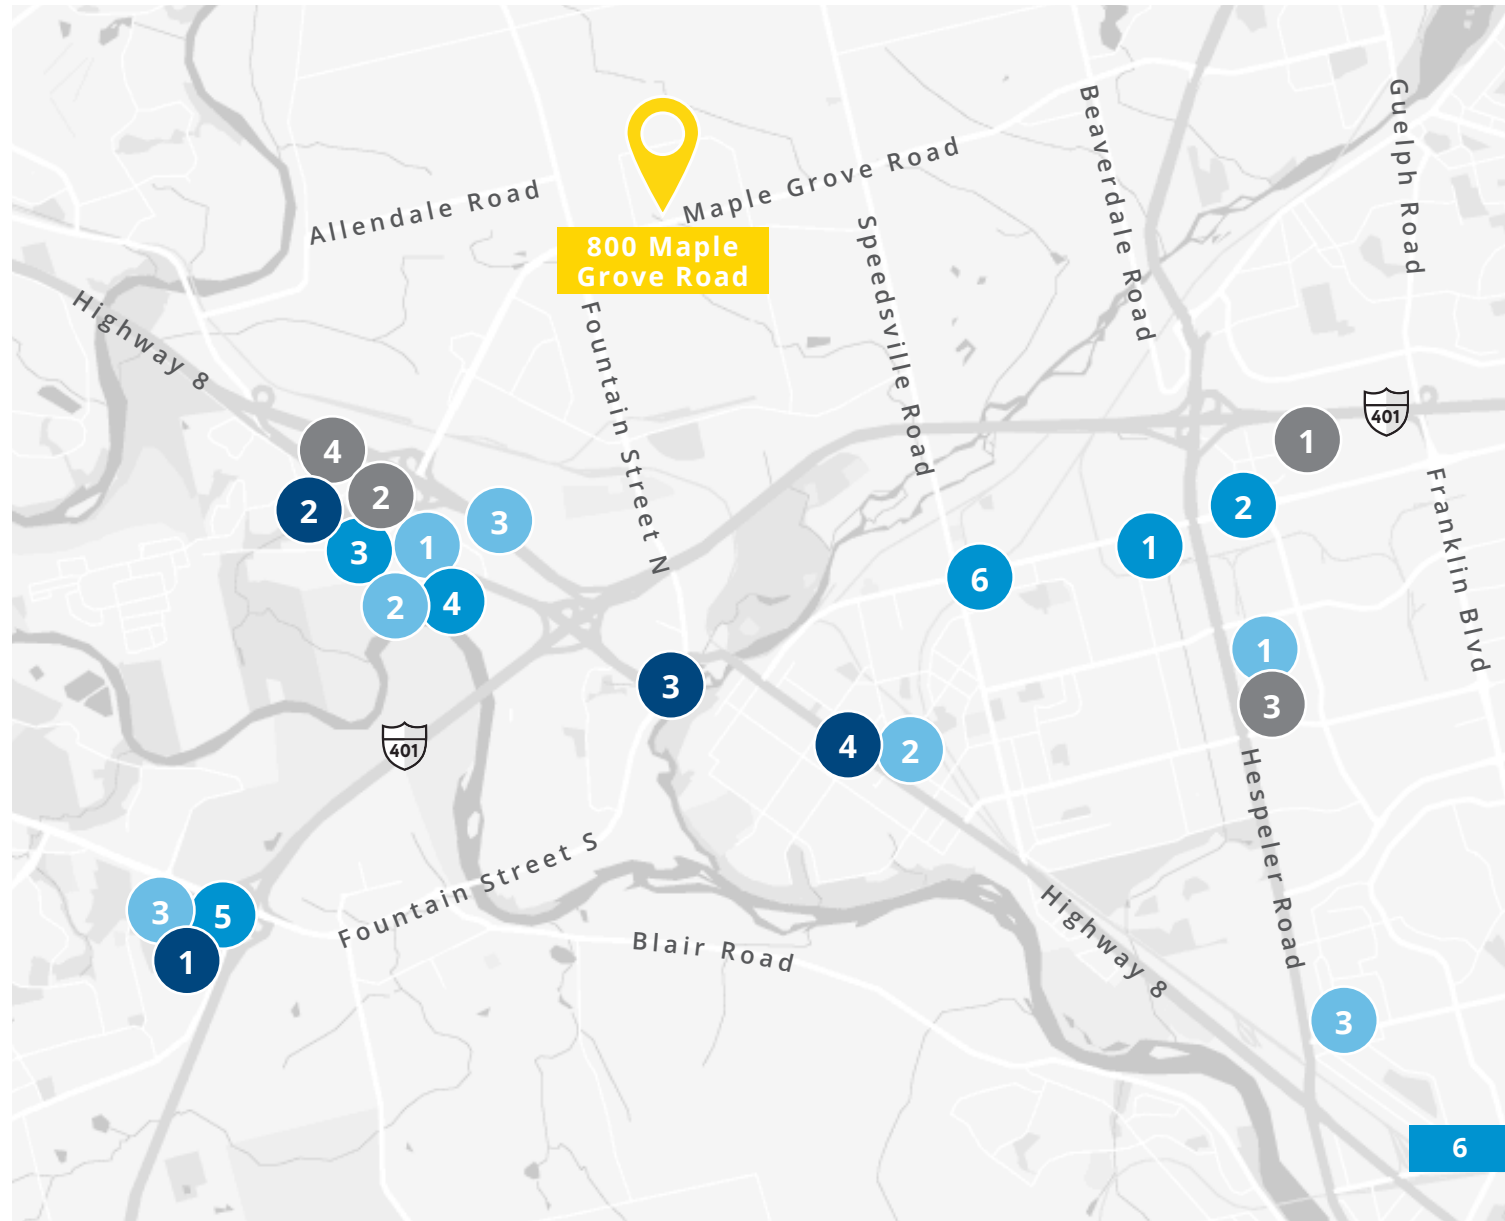 Guelph Road
Beaverdale Road
Maple Grove Road
Allendale Road
800 Maple
Grove Road
Speedsville Road
Highway 8
Fountain Street N
401
1
4
2
2
2
3
1
3
1
6
Franklin Blvd
2
4
1
3
3
4
2
401
Hespeler Road
Fountain Street S
3
5
1
Highway 8
Blair Road
3
6